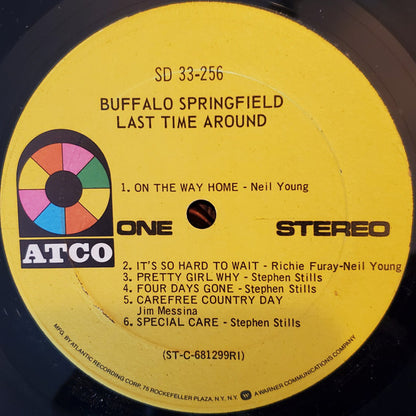 SD 33-256
BUFFALO SPRINGFIELD
LAST TIME AROUND
1. ON THE WAY HOME - Neil Young
ATCO
ONE
STEREO
2. IT'S SO HARD TO WAIT - Richie Furay-Neil Young
3. PRETTY GIRL WHY - Stephen Stills
4. FOUR DAYS GONE - Stephen Stills
5. CAREFREE COUNTRY DAY
Jim Messina
6. SPECIAL CARE - Stephen Stills
(ST-C-681299RI)
MFG. BY ATLANTIC RECORDING CORP. 75 ROCKEFELLER PLAZA, N.Y. N.Y. W A WARNER COMMUNICATIONS COMPANY